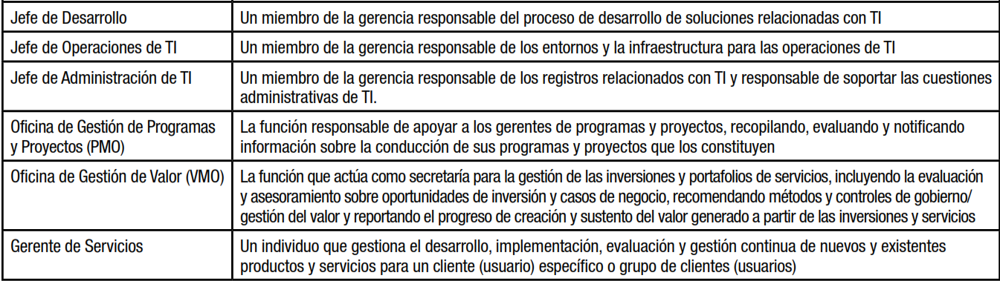 Jefe de Desarrollo
Un miembro de la gerencia responsable del proceso de desarrollo de soluciones relacionadas con TI
Jefe de Operaciones de TI
Un miembro de la gerencia responsable de los entornos y la infraestructura para las operaciones de TI
Jefe de Administración de TI
Un miembro de la gerencia responsable de los registros relacionados con TI y responsable de soportar las cuestiones
administrativas de TI.
Oficina de Gestión de Programas
y Proyectos (PMO)
La función responsable de apoyar a los gerentes de programas y proyectos, recopilando, evaluando y notificando
información sobre la conducción de sus programas y proyectos que los constituyen
Oficina de Gestión de Valor (VMO)
La función que actúa como secretaría para la gestión de las inversiones y portafolios de servicios, incluyendo la evaluación
y asesoramiento sobre oportunidades de inversión y casos de negocio, recomendando métodos y controles de gobierno/
gestión del valor y reportando el progreso de creación y sustento del valor generado a partir de las inversiones y servicios
Gerente de Servicios
Un individuo que gestiona el desarrollo, implementación, evaluación y gestión continua de nuevos y existentes
productos y servicios para un cliente (usuario) específico o grupo de clientes (usuarios)